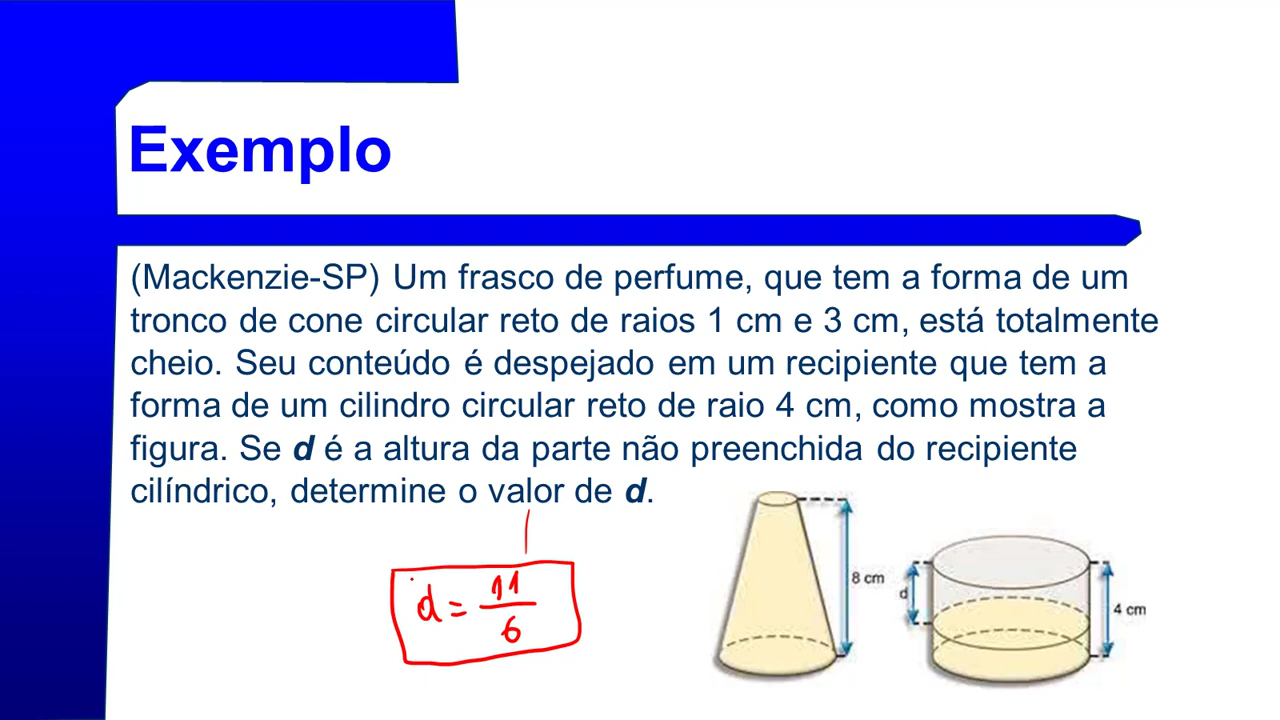 Exemplo
(Mackenzie-SP) Um frasco de perfume, que tem a forma de um
tronco de cone circular reto de raios 1 cm e 3 cm, está totalmente
cheio. Seu conteúdo é despejado em um recipiente que tem a
forma de um cilindro circular reto de raio 4 cm, como mostra a
figura. Se d é a altura da parte não preenchida do recipiente
cilíndrico, determine o valor de d.
d = 11/6
8 cm
d
4 cm